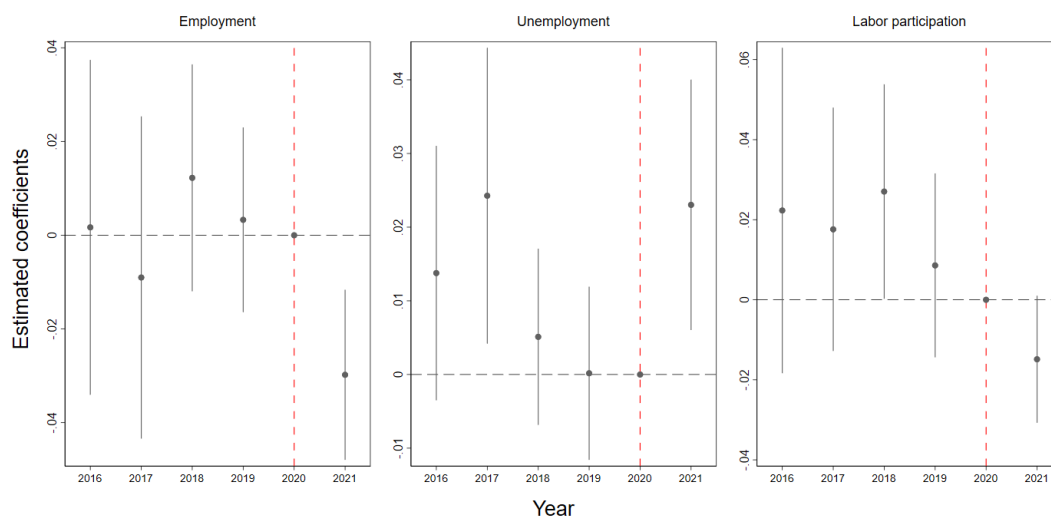 Employment
Unemployment
Labor participation
Estimated coefficients
.04
.02
0
-.02
-.04
2016 2017 2018 2019 2020 2021
.04
.03
.02
.01
0
-.01
2016 2017 2018 2019 2020 2021
.06
.04
.02
0
-.02
-.04
2016 2017 2018 2019 2020 2021
Year